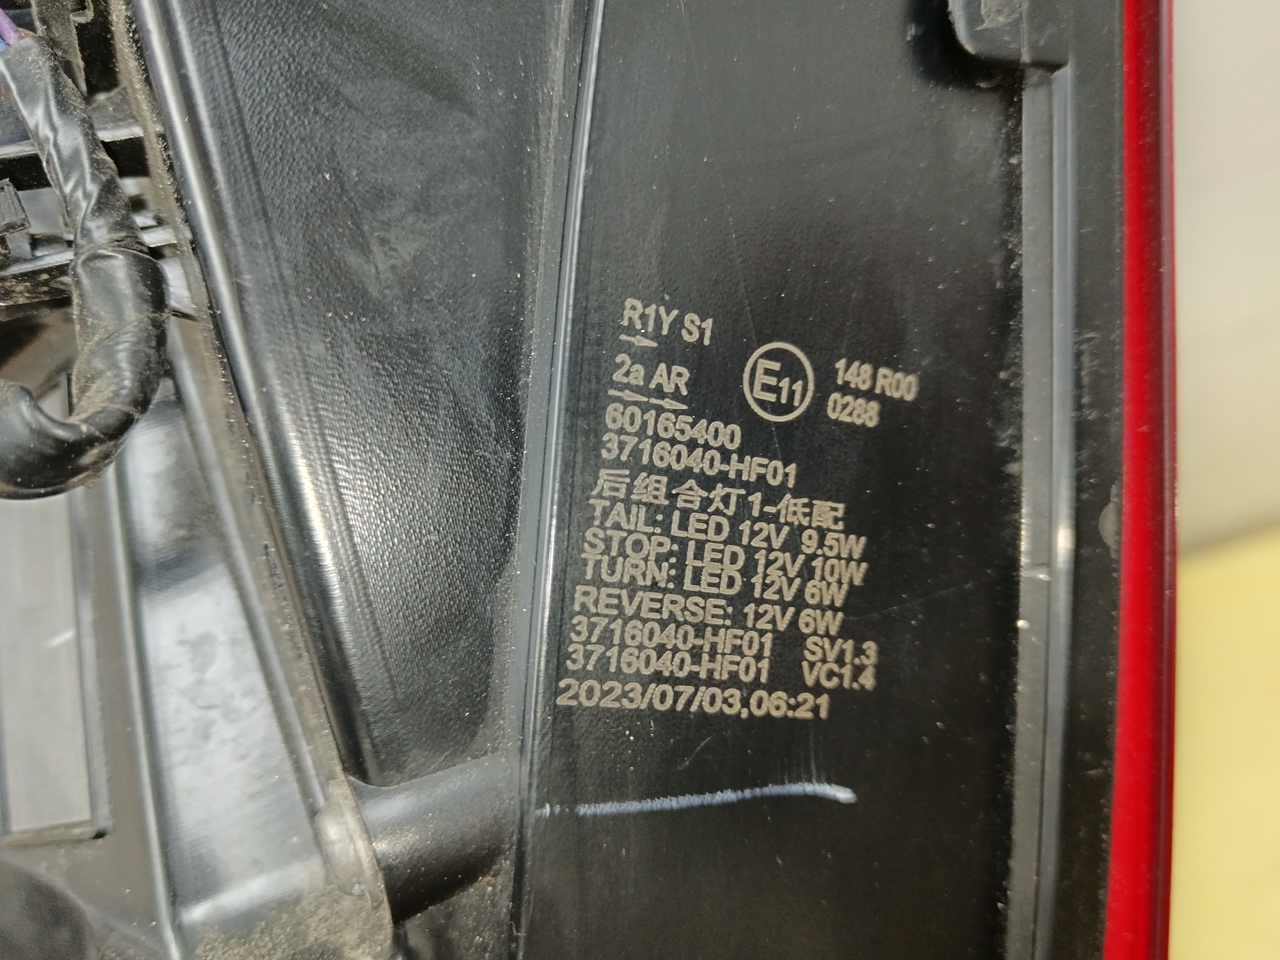 R1Y S1
2a AR
E11
148 R00
0288
60165400
3716040-HF01
后组合灯1-低配
TAIL: LED 12V 9.5W
STOP: LED 12V 10W
TURN: LED 12V 6W
REVERSE: 12V 6W
3716040-HF01 SV1.3
3716040-HF01 VC1.4
2023/07/03,06:21